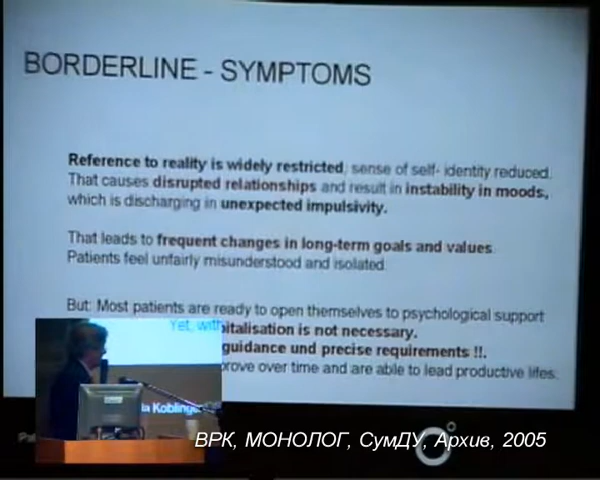 BORDERLINE - SYMPTOMS
Reference to reality is widely restricted, sense of self- identity reduced.
That causes disrupted relationships and result in instability in moods,
which is discharging in unexpected impulsivity.
That leads to frequent changes in long-term goals and values.
Patients feel unfairly misunderstood and isolated.
But: Most patients are ready to open themselves to psychological support
Yet, with
hospitalisation is not necessary.
guidance und precise requirements !!.
over time and are able to lead productive lifes.
ia Kobling
ВРК, МОНОЛОГ, СумДУ, Архив, 2005